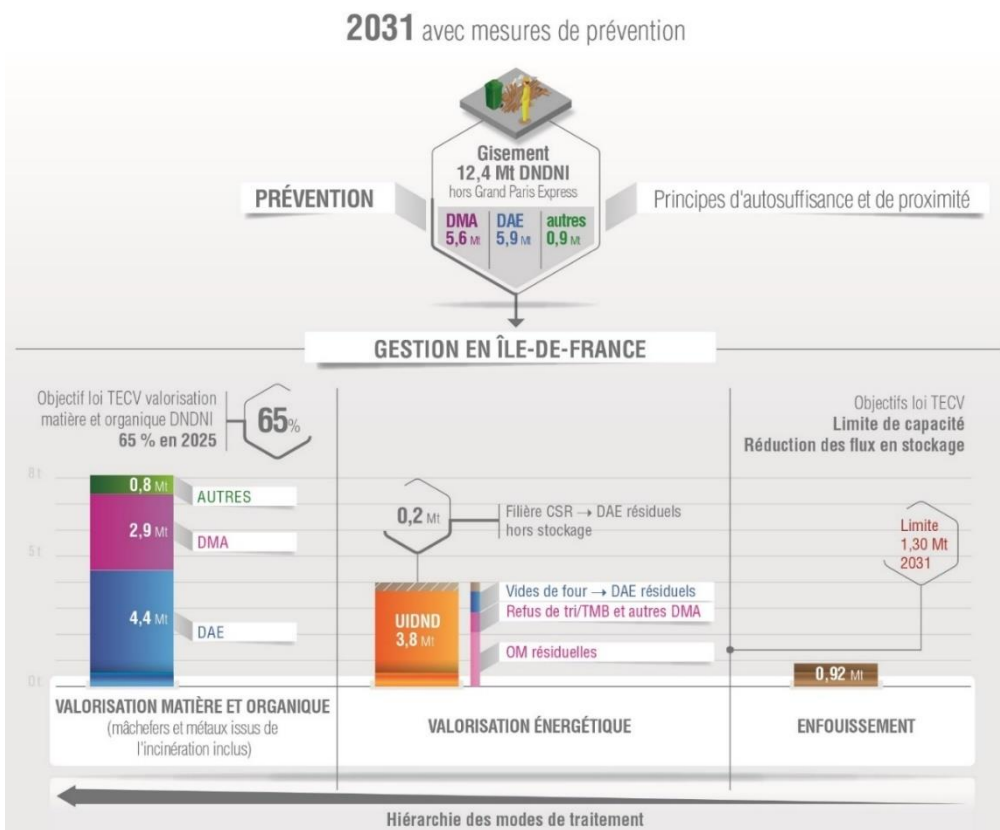 2031 avec mesures de prévention
Gisement
12,4 Mt DNDNI
hors Grand Paris Express
PRÉVENTION
Principes d'autosuffisance et de proximité
DMA
5,6 Mt
DAE
5,9 Mt
autres
0,9 Mt
GESTION EN ÎLE-DE-FRANCE
Objectif loi TECV valorisation
matière et organique DNDNI
65 % en 2025
65%
Objectifs loi TECV
Limite de capacité
Réduction des flux en stockage
8t
5t
0t
0,8 Mt
AUTRES
2,9 Mt
DMA
4,4 Mt
DAE
0,2 Mt
Filière CSR → DAE résiduels
hors stockage
UIDND
3,8 Mt
Vides de four → DAE résiduels
Refus de tri/TMB et autres DMA
OM résiduelles
Limite
1,30 Mt
2031
0,92 Mt
VALORISATION MATIÈRE ET ORGANIQUE
(mâchefers et métaux issus de
l'incinération inclus)
VALORISATION ÉNERGÉTIQUE
ENFOUISSEMENT
Hiérarchie des modes de traitement